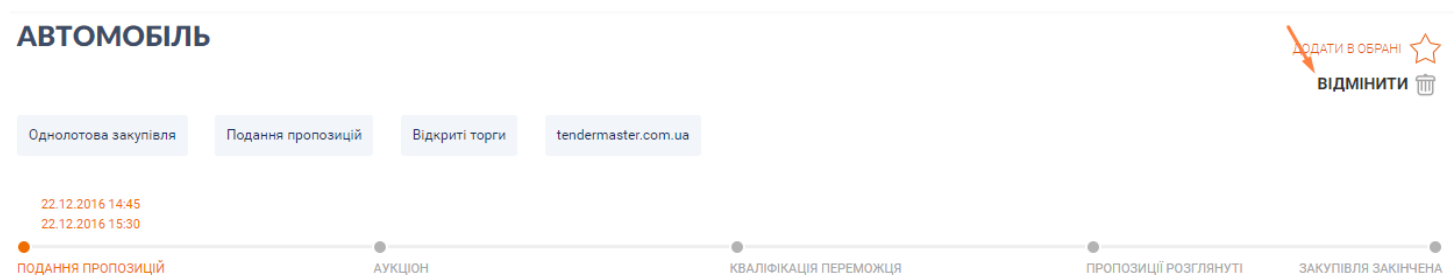 АВТОМОБІЛЬ
ДОДАТИ В ОБРАНІ
ВІДМІНИТИ
Однолотова закупівля Подання пропозицій Відкриті торги tendermaster.com.ua
22.12.2016 14:45
22.12.2016 15:30
ПОДАННЯ ПРОПОЗИЦІЙ АУКЦІОН КВАЛІФІКАЦІЯ ПЕРЕМОЖЦЯ ПРОПОЗИЦІЇ РОЗГЛЯНУТІ ЗАКУПІВЛЯ ЗАКІНЧЕНА